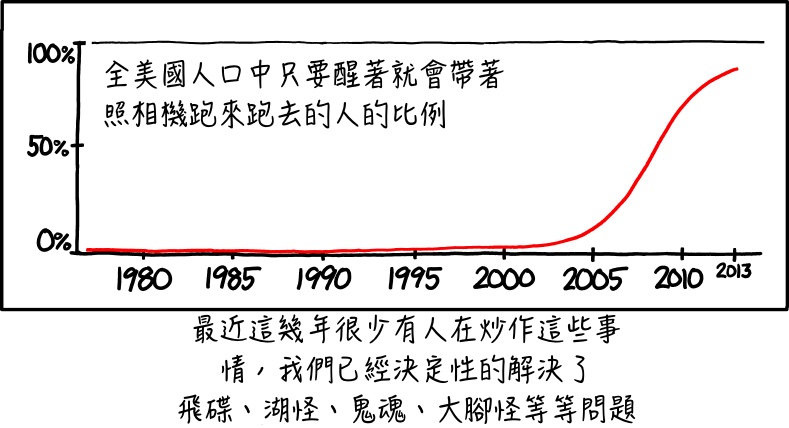 100%
全美國人口中只要醒著就會帶著
照相機跑來跑去的人的比例
50%
0%
1980 1985 1990 1995 2000 2005 2010 2013
最近這幾年很少有人在炒作這些事
情，我們已經決定性的解決了
飛碟、湖怪、鬼魂、大腳怪等等問題